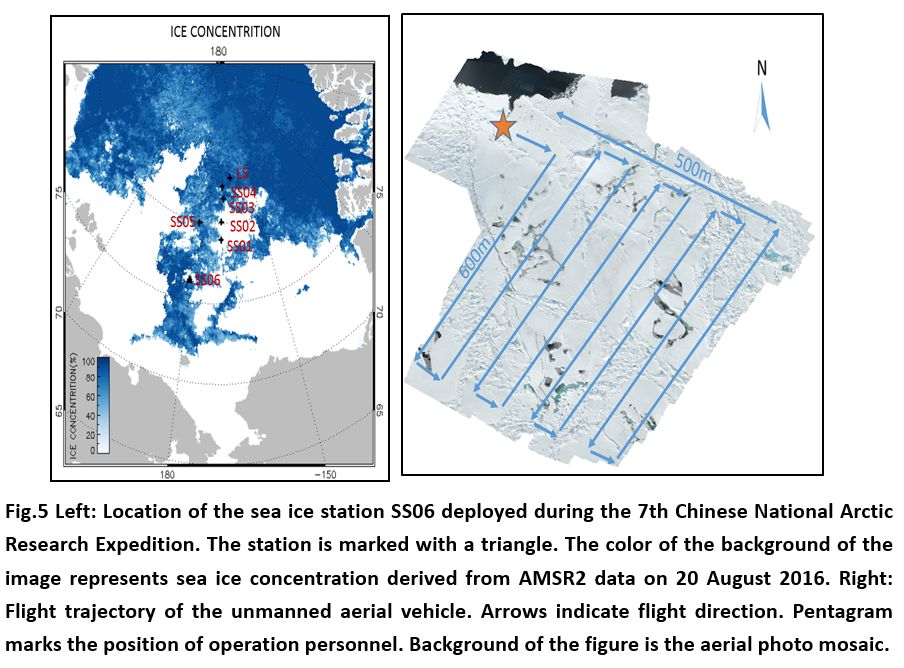 ICE CONCENTRITION
180
LS
SS04
SS03
SS05
SS02
SS01
SS06
75
75
70
70
65
65
ICE CONCENTRITION(%)
100
80
60
40
20
0
180
-150
N
500m
600m
Fig.5 Left: Location of the sea ice station SS06 deployed during the 7th Chinese National Arctic
Research Expedition. The station is marked with a triangle. The color of the background of the
image represents sea ice concentration derived from AMSR2 data on 20 August 2016. Right:
Flight trajectory of the unmanned aerial vehicle. Arrows indicate flight direction. Pentagram
marks the position of operation personnel. Background of the figure is the aerial photo mosaic.